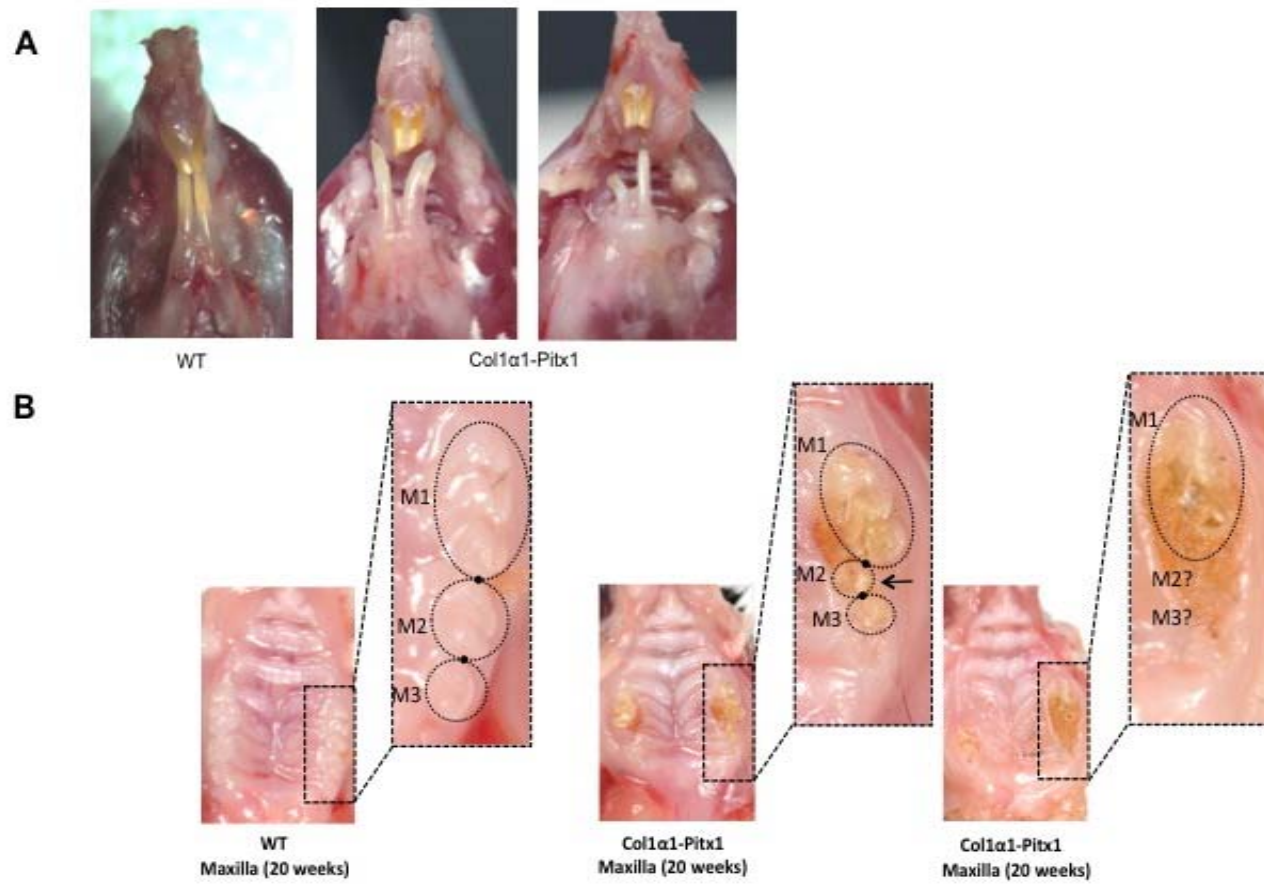 A
WT
Col1α1-Pitx1
B
M1
M2
M3
M1
M2
M3
M1
M2?
M3?
WT
Maxilla (20 weeks)
Col1α1-Pitx1
Maxilla (20 weeks)
Col1α1-Pitx1
Maxilla (20 weeks)